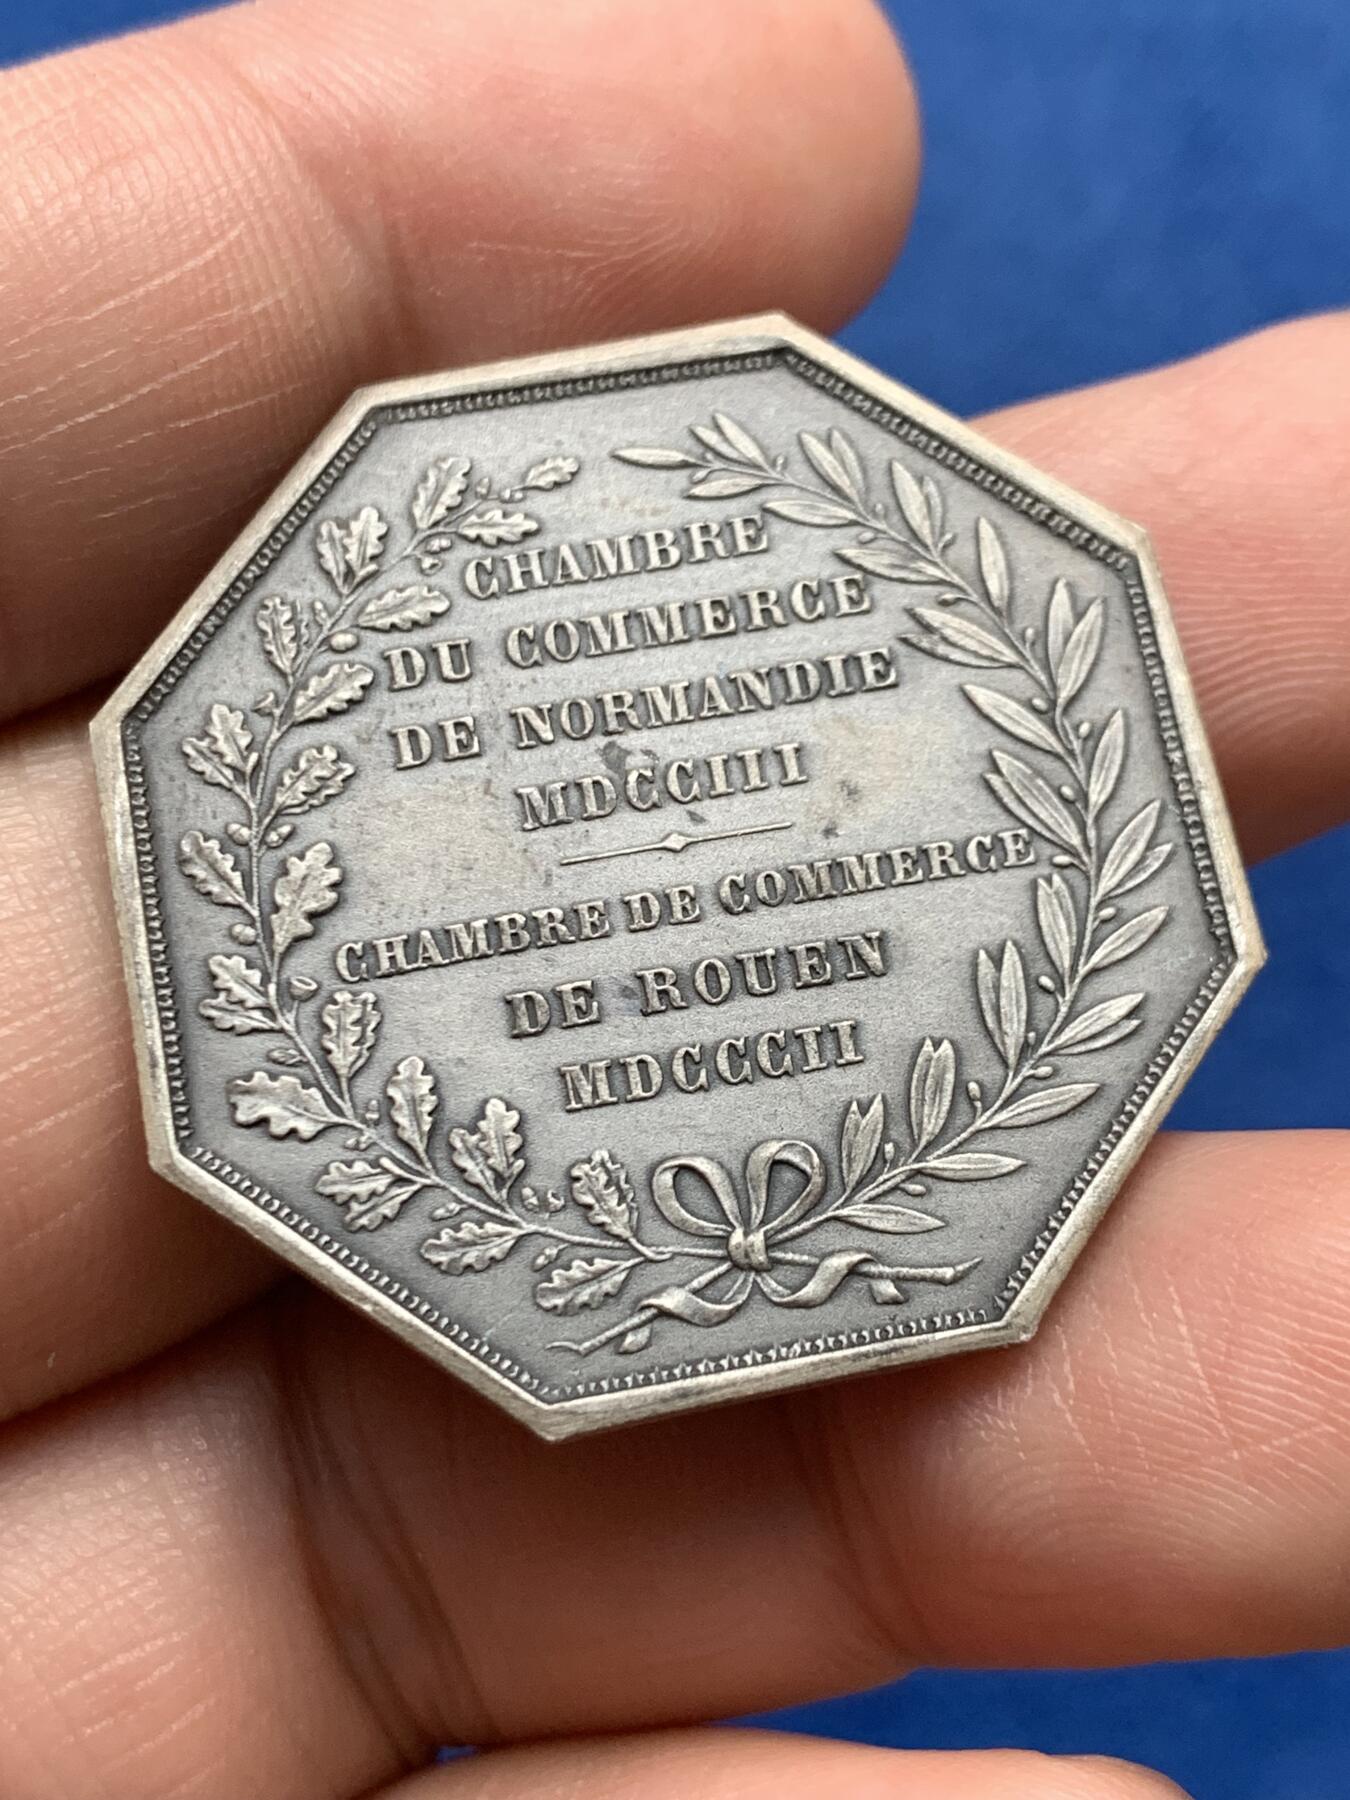 CHAMBRE
DU COMMERCE
DE NORMANDIE
MDCCIII
CHAMBRE DE COMMERCE
DE ROUEN
MDCCCII